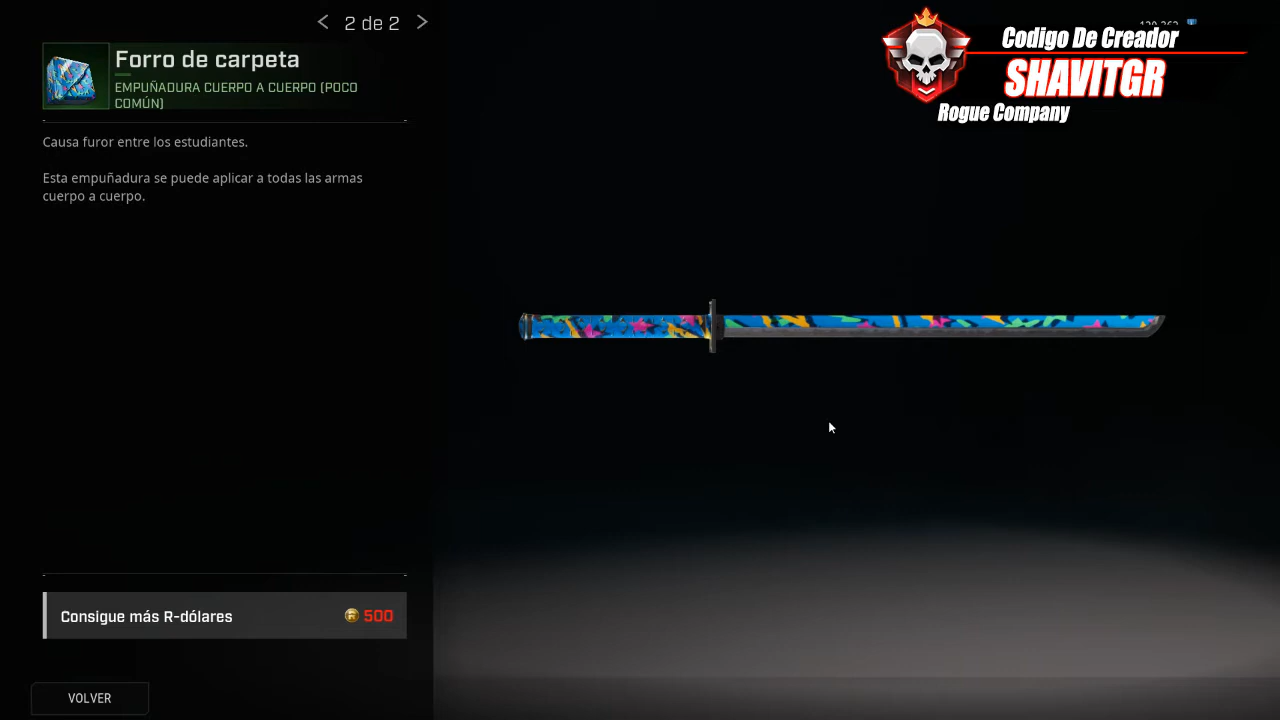 2 de 2
Forro de carpeta
EMPUÑADURA CUERPO A CUERPO (POCO
COMÚN)
Causa furor entre los estudiantes.
Esta empuñadura se puede aplicar a todas las armas
cuerpo a cuerpo.
Consigue más R-dólares 500
VOLVER
Codigo De Creador
SHAVITGR
Rogue Company